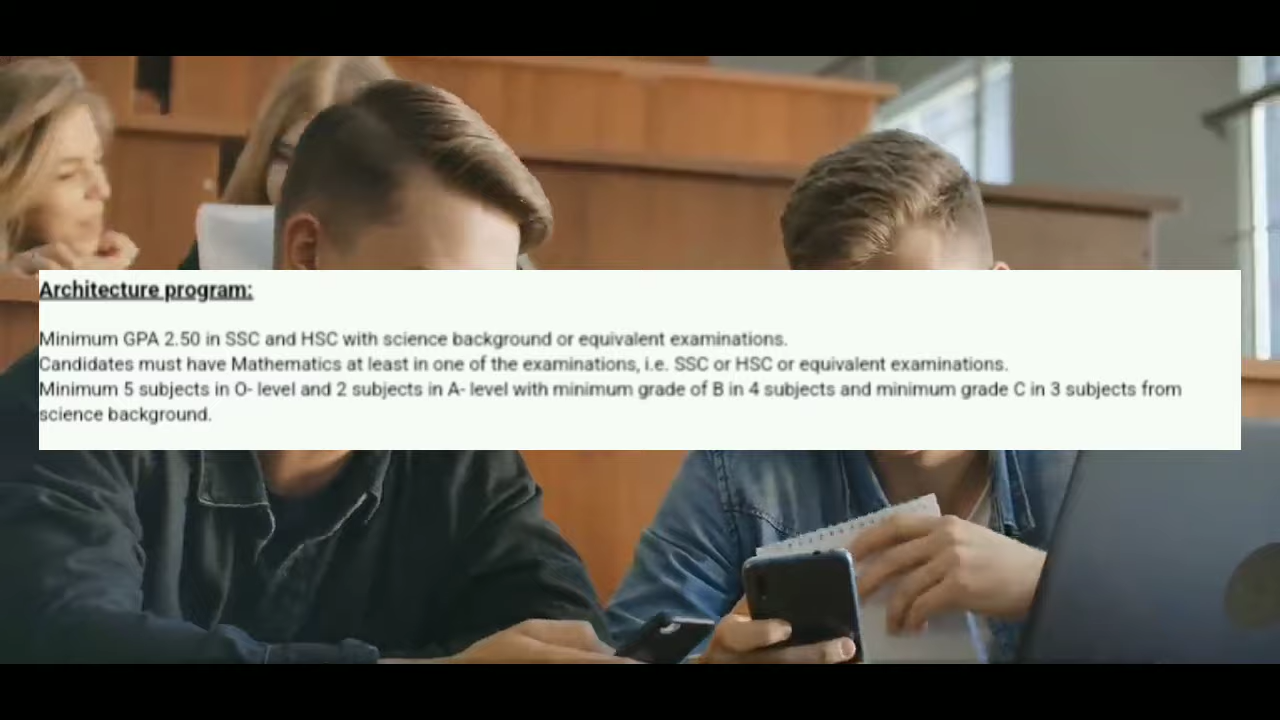 Architecture program:
Minimum GPA 2.50 in SSC and HSC with science background or equivalent examinations.
Candidates must have Mathematics at least in one of the examinations, i.e. SSC or HSC or equivalent examinations.
Minimum 5 subjects in O- level and 2 subjects in A- level with minimum grade of B in 4 subjects and minimum grade C in 3 subjects from
science background.